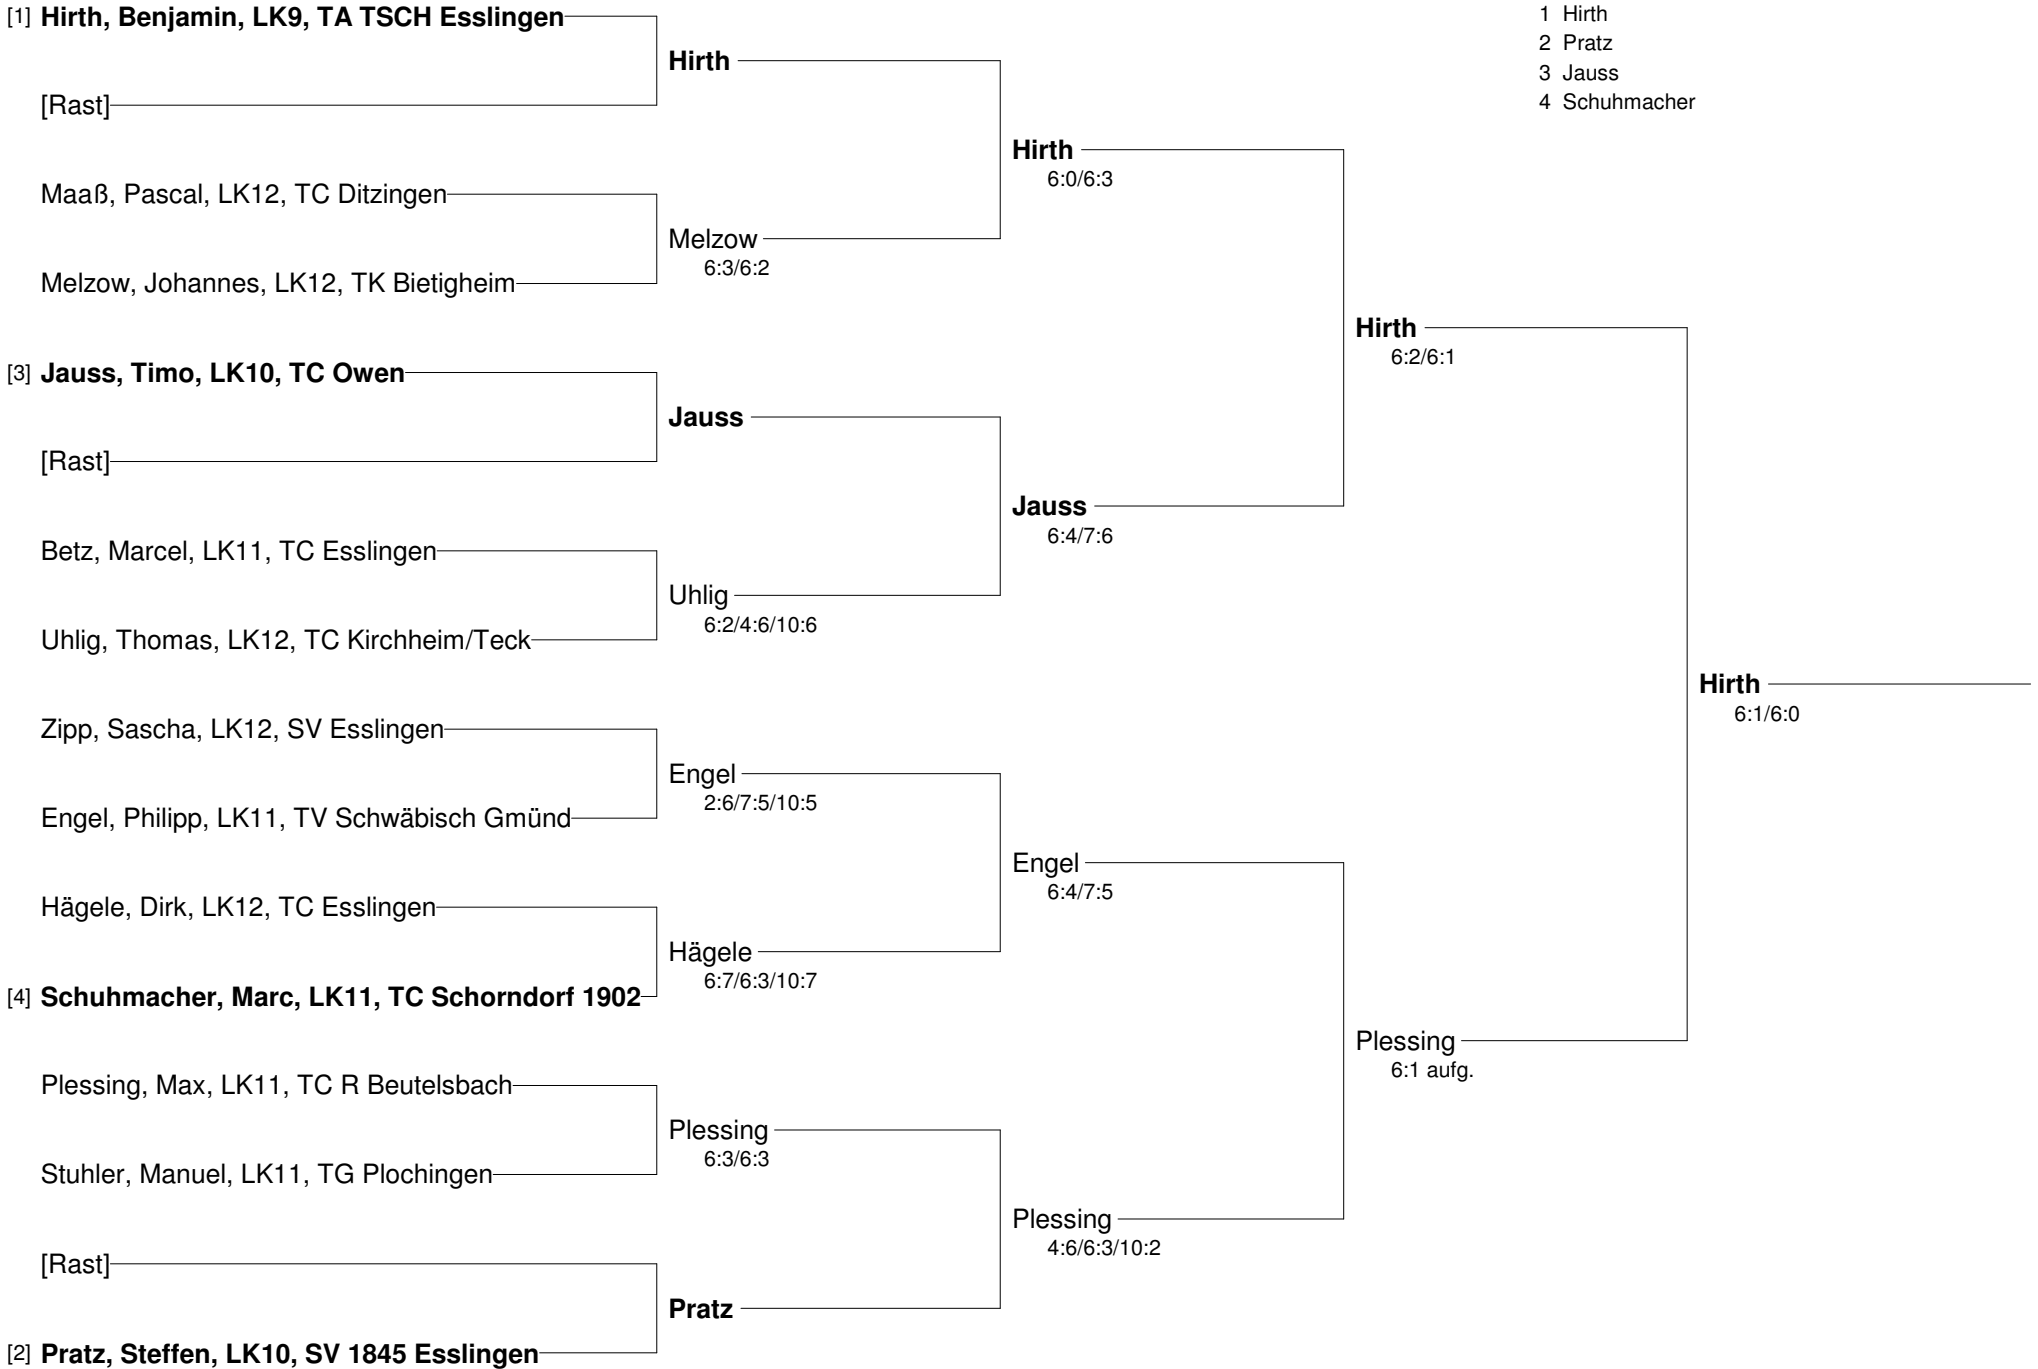 [1] Hirth, Benjamin, LK9, TA TSCH Esslingen
[Rast]
Maaß, Pascal, LK12, TC Ditzingen
Melzow, Johannes, LK12, TK Bietigheim
[3] Jauss, Timo, LK10, TC Owen
[Rast]
Betz, Marcel, LK11, TC Esslingen
Uhlig, Thomas, LK12, TC Kirchheim/Teck
Zipp, Sascha, LK12, SV Esslingen
Engel, Philipp, LK11, TV Schwäbisch Gmünd
Hägele, Dirk, LK12, TC Esslingen
[4] Schuhmacher, Marc, LK11, TC Schorndorf 1902
Plessing, Max, LK11, TC R Beutelsbach
Stuhler, Manuel, LK11, TG Plochingen
[Rast]
[2] Pratz, Steffen, LK10, SV 1845 Esslingen
Hirth
Melzow
6:3/6:2
Jauss
Uhlig
6:2/4:6/10:6
Engel
2:6/7:5/10:5
Hägele
6:7/6:3/10:7
Plessing
6:3/6:3
Pratz
Hirth
6:0/6:3
Jauss
6:4/7:6
Engel
6:4/7:5
Plessing
4:6/6:3/10:2
Hirth
6:2/6:1
Plessing
6:1 aufg.
Hirth
6:1/6:0
1 Hirth
2 Pratz
3 Jauss
4 Schuhmacher